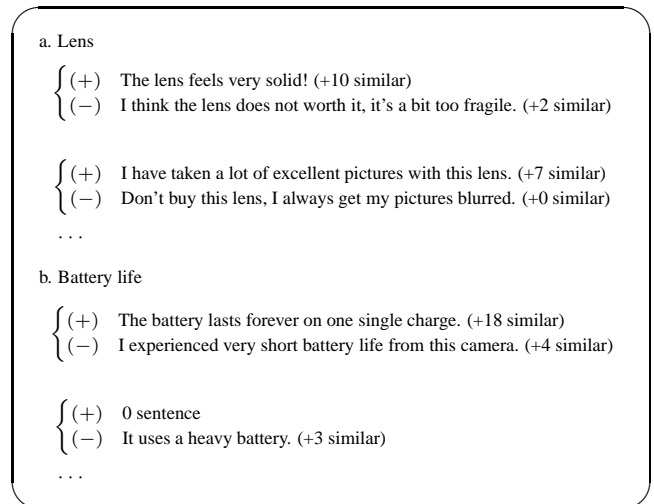 a. Lens
(+) The lens feels very solid! (+10 similar)
(−) I think the lens does not worth it, it's a bit too fragile. (+2 similar)
(+) I have taken a lot of excellent pictures with this lens. (+7 similar)
(−) Don't buy this lens, I always get my pictures blurred. (+0 similar)
. . .
b. Battery life
(+) The battery lasts forever on one single charge. (+18 similar)
(−) I experienced very short battery life from this camera. (+4 similar)
(+) 0 sentence
(−) It uses a heavy battery. (+3 similar)
. . .